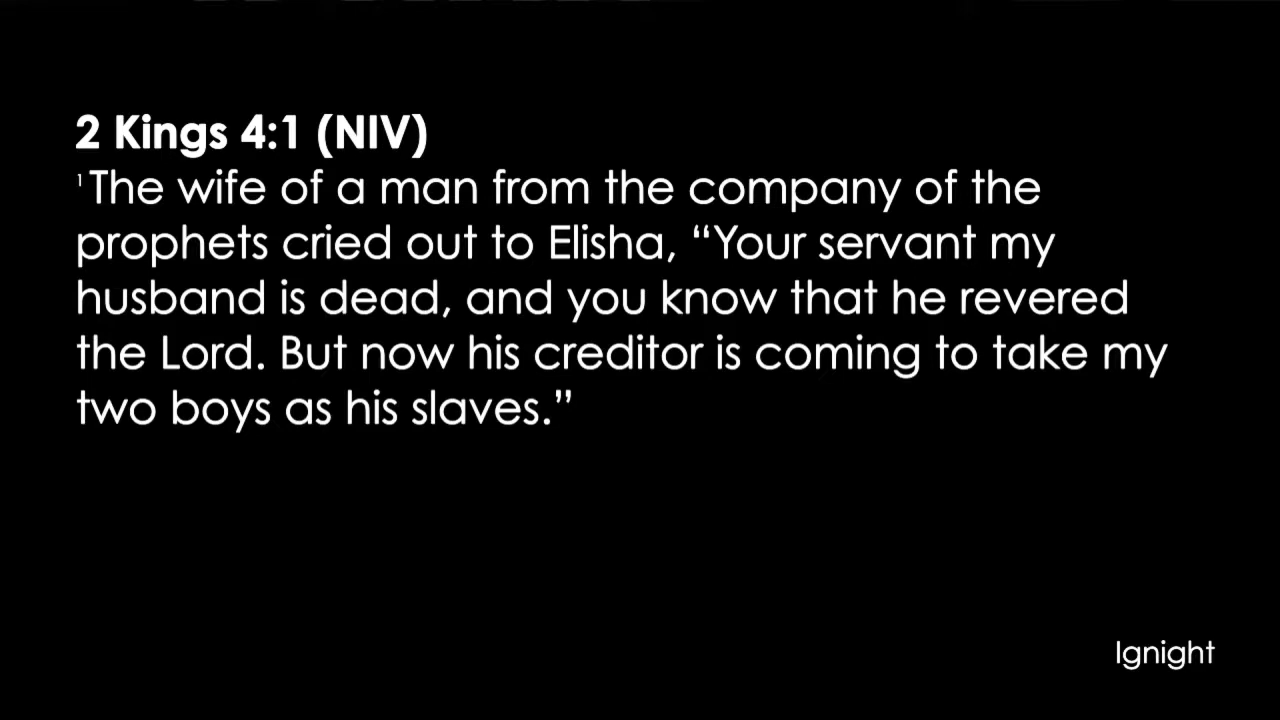 2 Kings 4:1 (NIV)
¹ The wife of a man from the company of the
prophets cried out to Elisha, “Your servant my
husband is dead, and you know that he revered
the Lord. But now his creditor is coming to take my
two boys as his slaves.”
Ignight